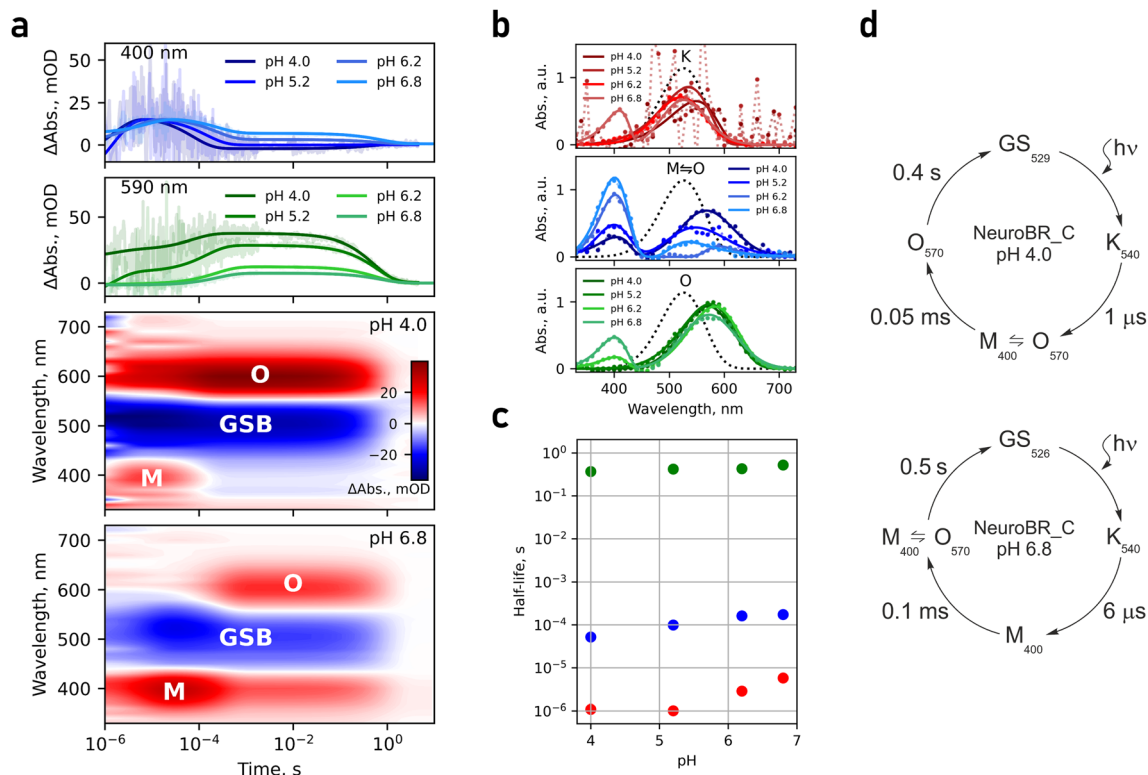 a
400 nm
pH 4.0
pH 5.2
pH 6.2
pH 6.8
ΔAbs., mOD
50
25
0
590 nm
pH 4.0
pH 5.2
pH 6.2
pH 6.8
ΔAbs., mOD
50
0
pH 4.0
O
GSB
M
20
0
−20
ΔAbs., mOD
Wavelength, nm
700
600
500
400
pH 6.8
O
GSB
M
Wavelength, nm
700
600
500
400
10⁻⁶
10⁻⁴
10⁻²
10⁰
Time, s
b
K
pH 4.0
pH 5.2
pH 6.2
pH 6.8
Abs., a.u.
1
0
M⇋O
pH 4.0
pH 5.2
pH 6.2
pH 6.8
Abs., a.u.
1
0
O
pH 4.0
pH 5.2
pH 6.2
pH 6.8
Abs., a.u.
1
0
400
500
600
700
Wavelength, nm
c
Half-life, s
10⁰
10⁻¹
10⁻²
10⁻³
10⁻⁴
10⁻⁵
10⁻⁶
4
5
6
7
pH
d
GS529
hν
K540
1 μs
M400 ⇋ O570
0.05 ms
O570
0.4 s
NeuroBR_C
pH 4.0
GS526
hν
K540
6 μs
M400
0.1 ms
M400 ⇋ O570
0.5 s
NeuroBR_C
pH 6.8